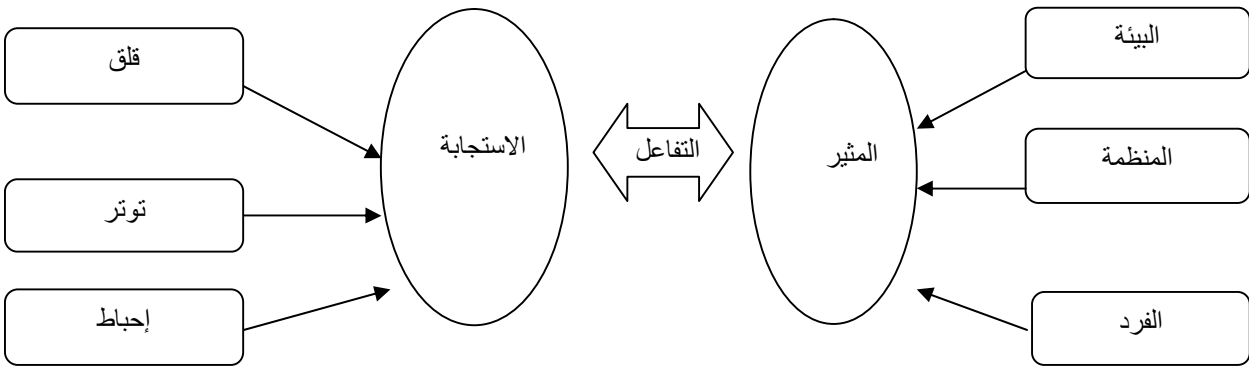 البيئة
المنظمة
الفرد
المثير
التفاعل
الاستجابة
قلق
توتر
إحباط